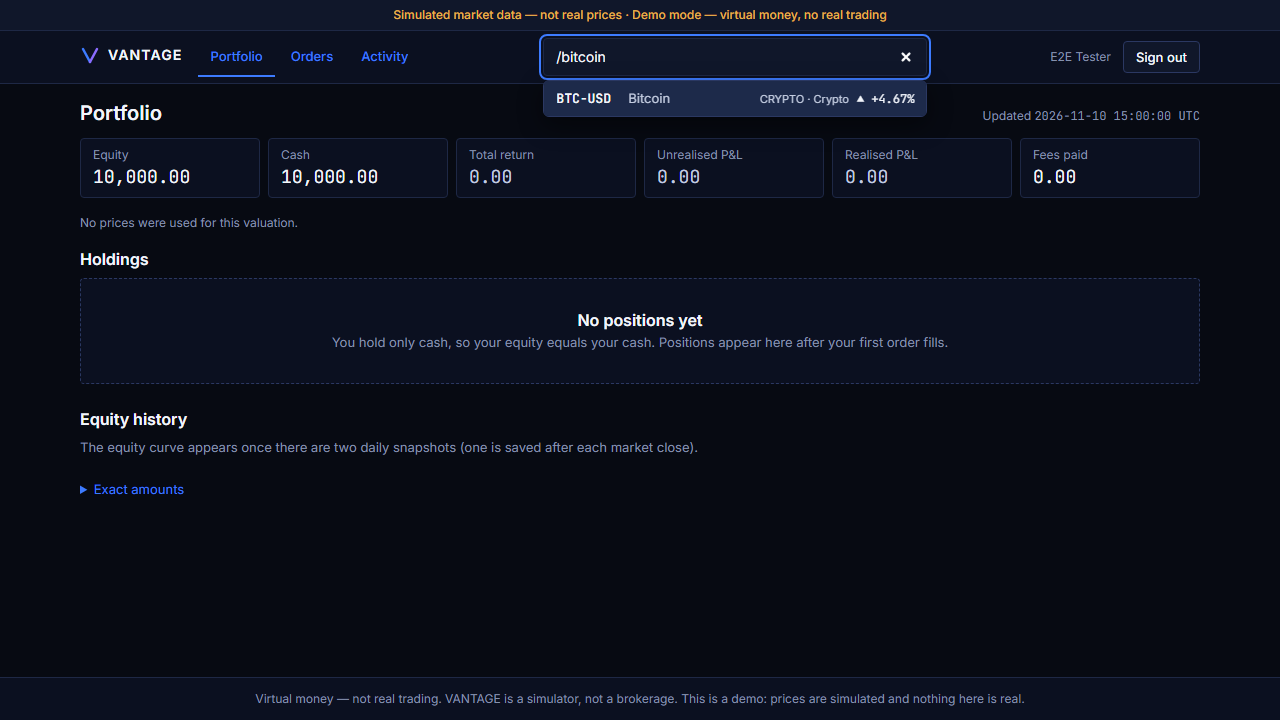 Simulated market data — not real prices · Demo mode — virtual money, no real trading
VANTAGE
Portfolio
Orders
Activity
/bitcoin
E2E Tester
Sign out
BTC-USD Bitcoin CRYPTO · Crypto ▲ +4.67%
Portfolio
Updated 2026-11-10 15:00:00 UTC
Equity
10,000.00
Cash
10,000.00
Total return
0.00
Unrealised P&L
0.00
Realised P&L
0.00
Fees paid
0.00
No prices were used for this valuation.
Holdings
No positions yet
You hold only cash, so your equity equals your cash. Positions appear here after your first order fills.
Equity history
The equity curve appears once there are two daily snapshots (one is saved after each market close).
Exact amounts
Virtual money — not real trading. VANTAGE is a simulator, not a brokerage. This is a demo: prices are simulated and nothing here is real.